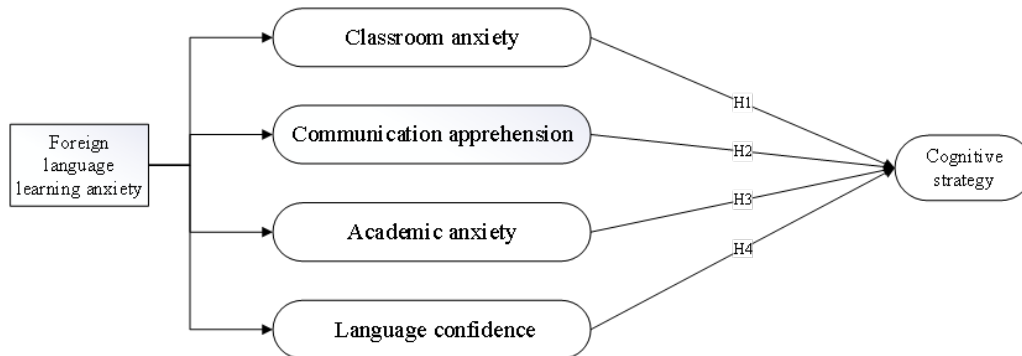 Classroom anxiety
H1
Foreign
language
learning anxiety
Communication apprehension
H2
Cognitive
strategy
Academic anxiety
H3
H4
Language confidence